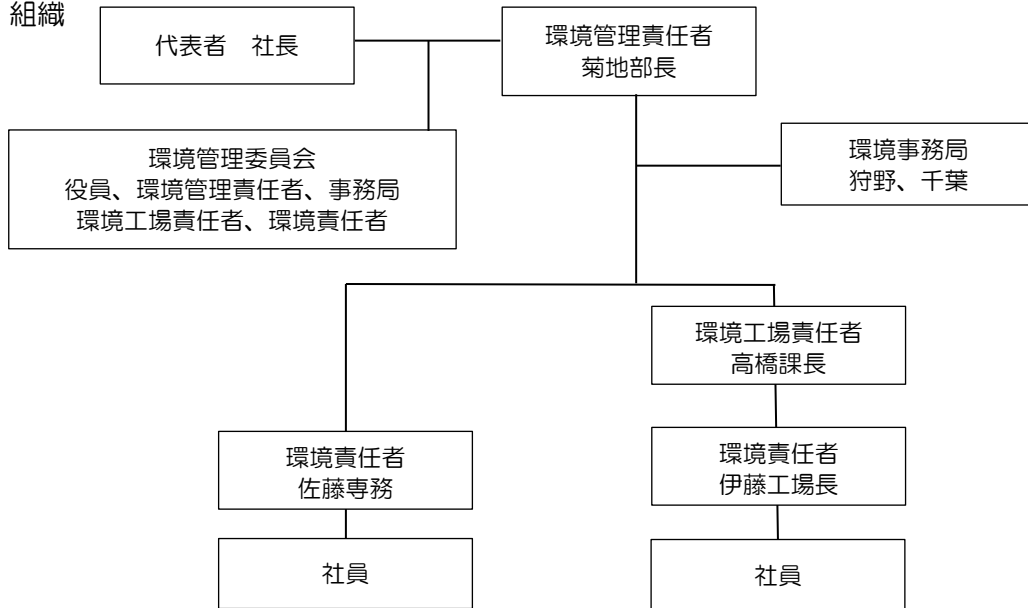 組織
代表者　社長
環境管理責任者
菊地部長
環境管理委員会
役員、環境管理責任者、事務局
環境工場責任者、環境責任者
環境事務局
狩野、千葉
環境工場責任者
高橋課長
環境責任者
佐藤専務
環境責任者
伊藤工場長
社員
社員